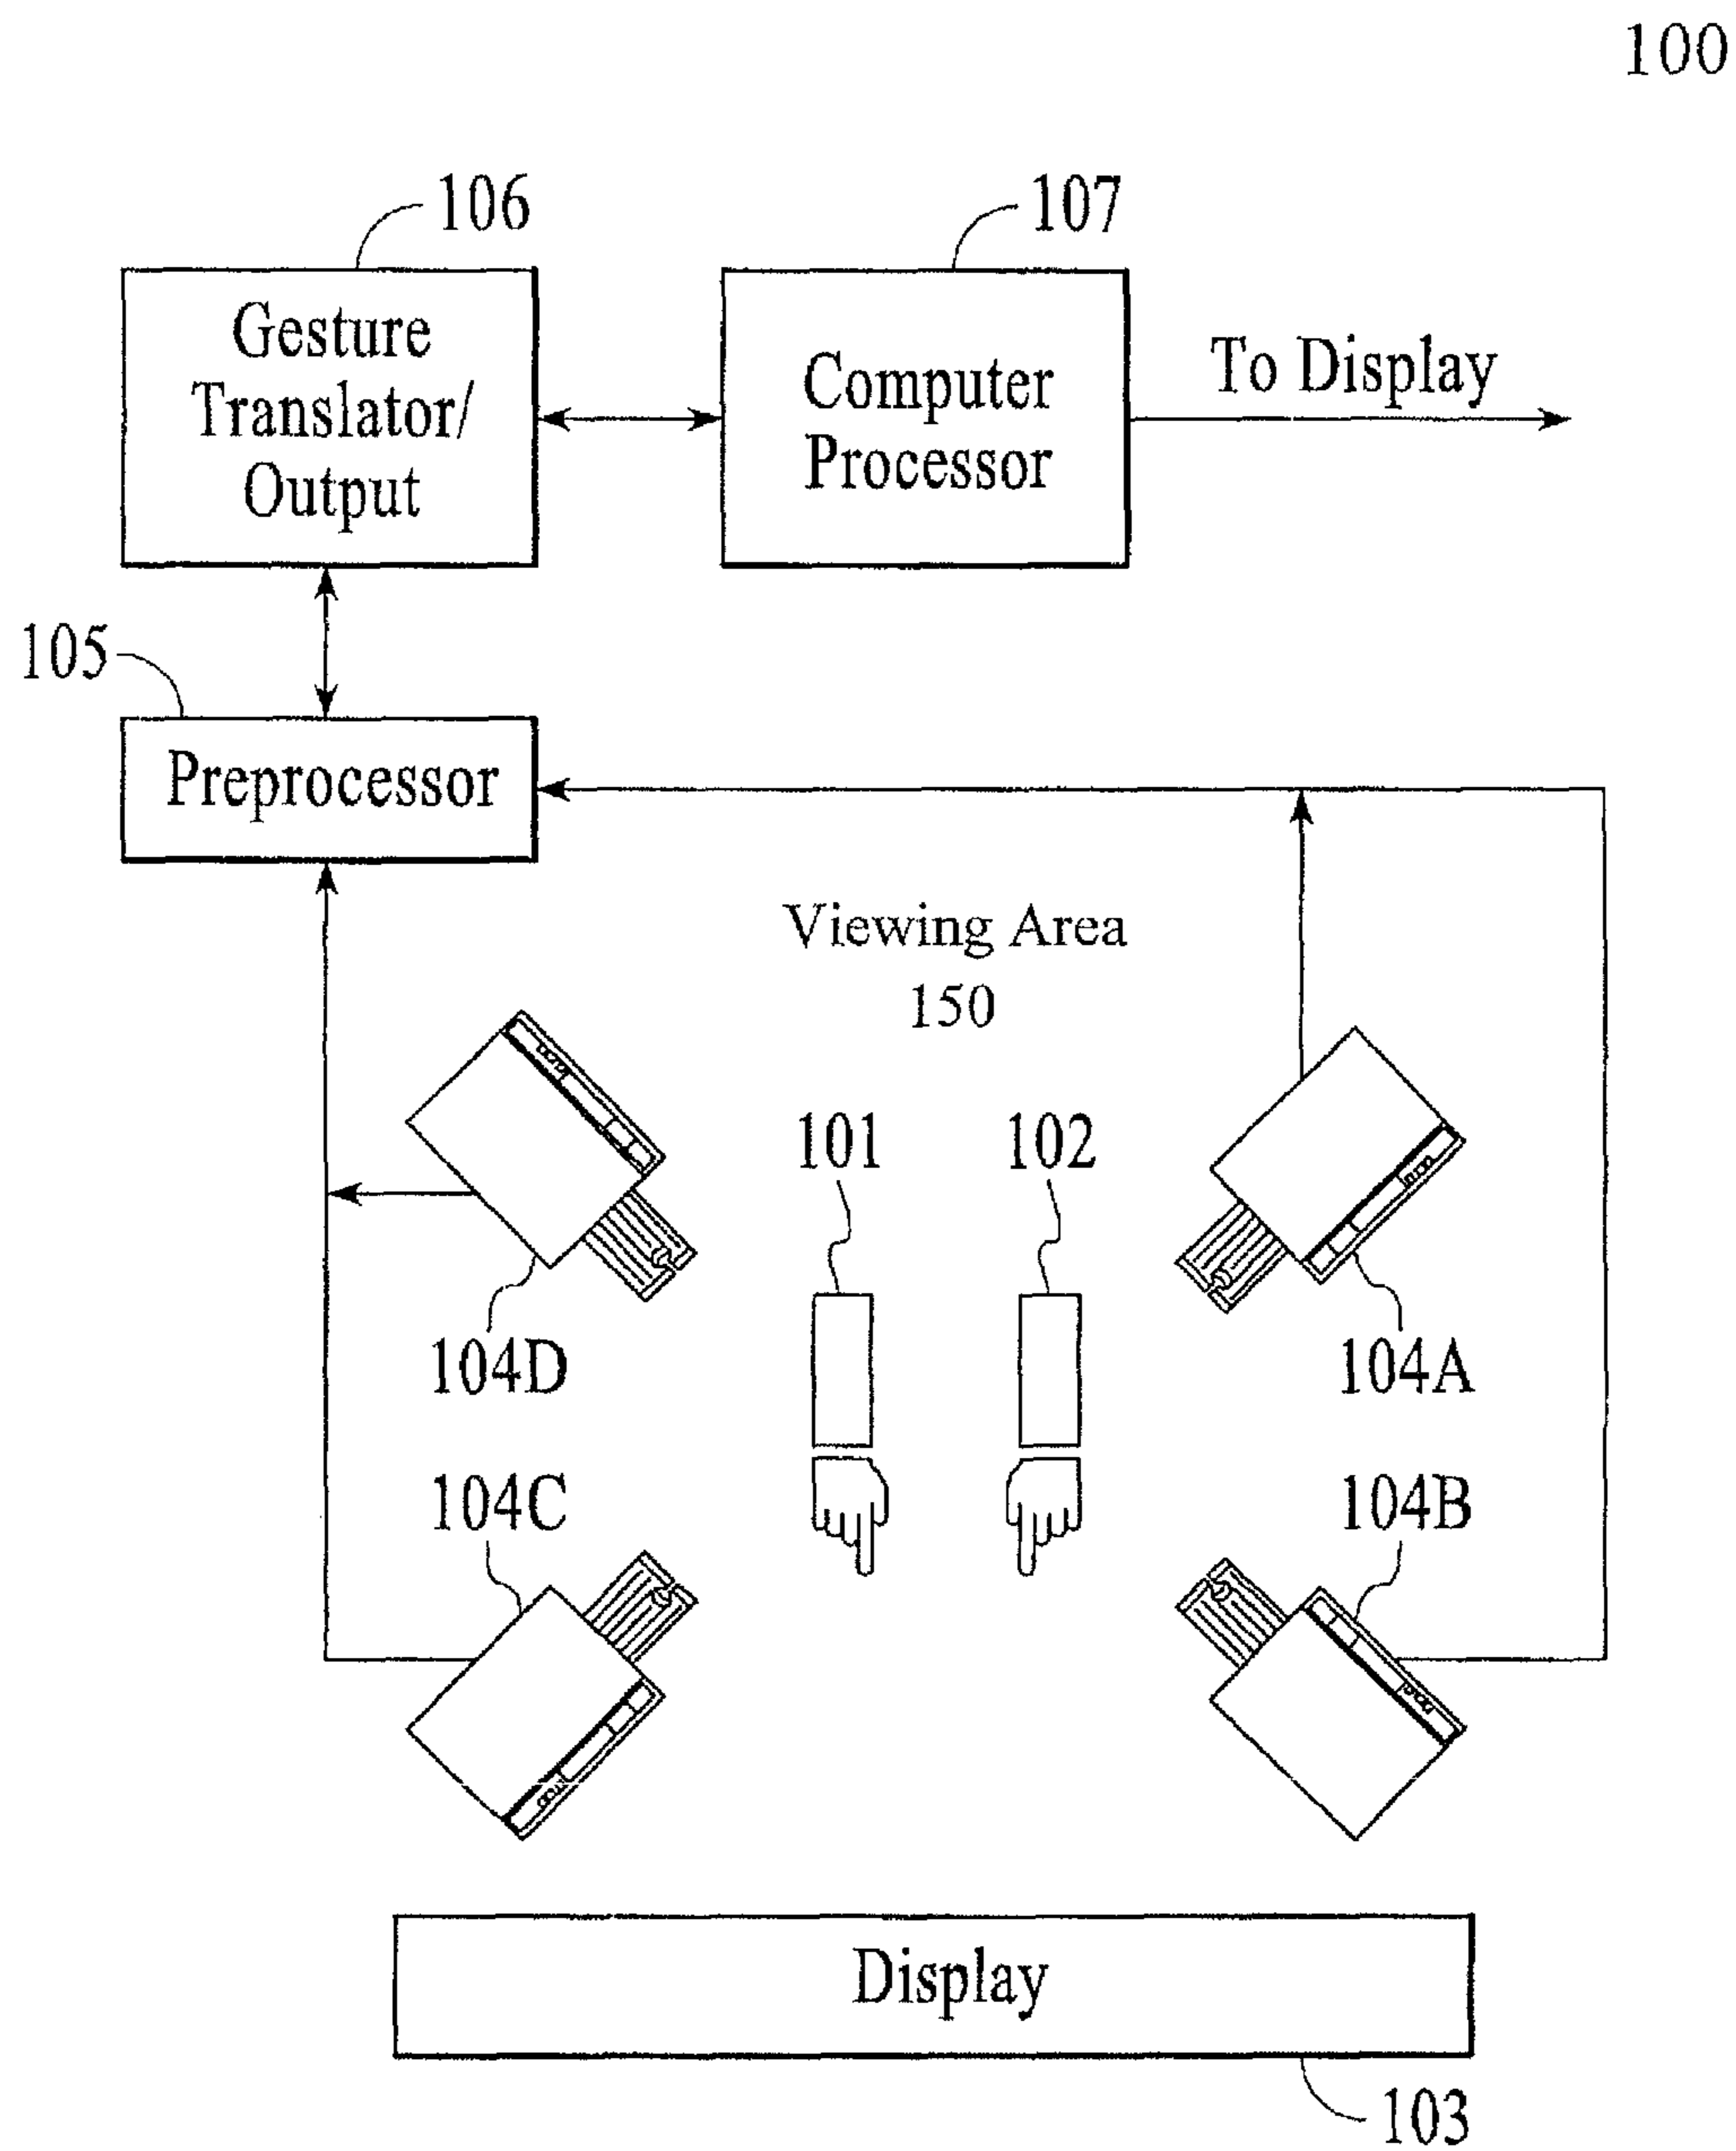 100
106
107
Gesture
Translator/
Output
Computer
Processor
To Display
105
Preprocessor
Viewing Area
150
101
102
104D
104A
104C
104B
Display
103